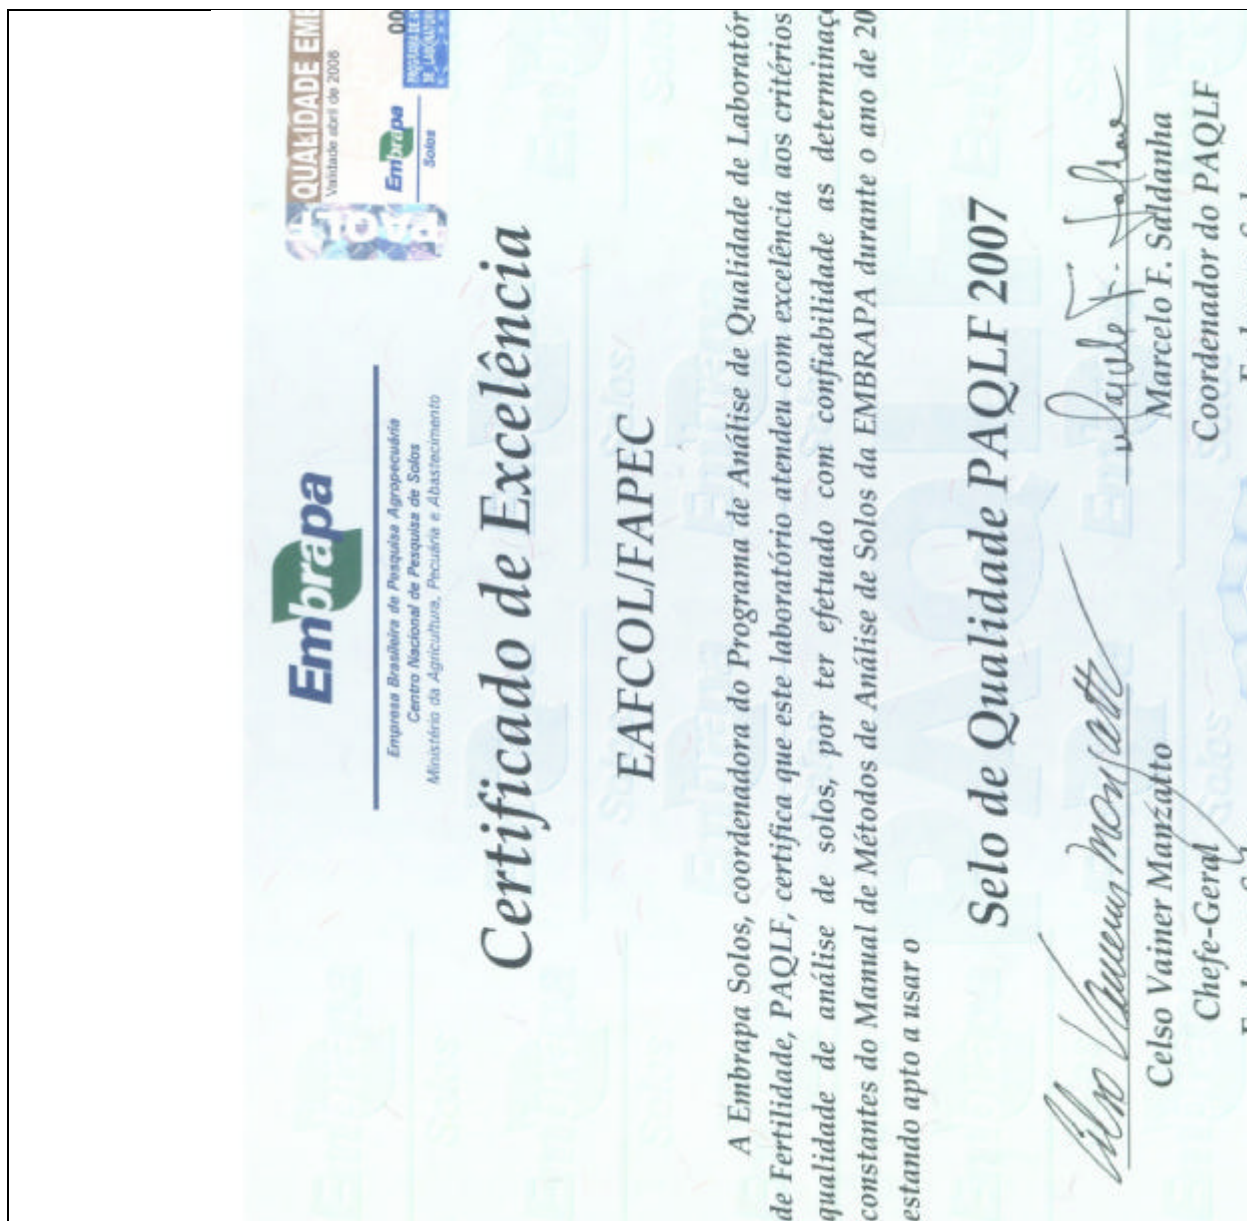 Embrapa
Empresa Brasileira de Pesquisa Agropecuária
Centro Nacional de Pesquisa de Solos
Ministério da Agricultura, Pecuária e Abastecimento
QUALIDADE EMB
Validade abril de 2008
00
Embrapa
Solos
Certificado de Excelência
EAFCOL/FAPEC
A Embrapa Solos, coordenadora do Programa de Análise de Qualidade de Laboratór
de Fertilidade, PAQLF, certifica que este laboratório atendeu com excelência aos critérios
qualidade de análise de solos, por ter efetuado com confiabilidade as determinaç
constantes do Manual de Métodos de Análise de Solos da EMBRAPA durante o ano de 20
estando apto a usar o
Selo de Qualidade PAQLF 2007
Celso Vainer Manzatto
Chefe-Geral
Marcelo F. Saldanha
Coordenador do PAQLF